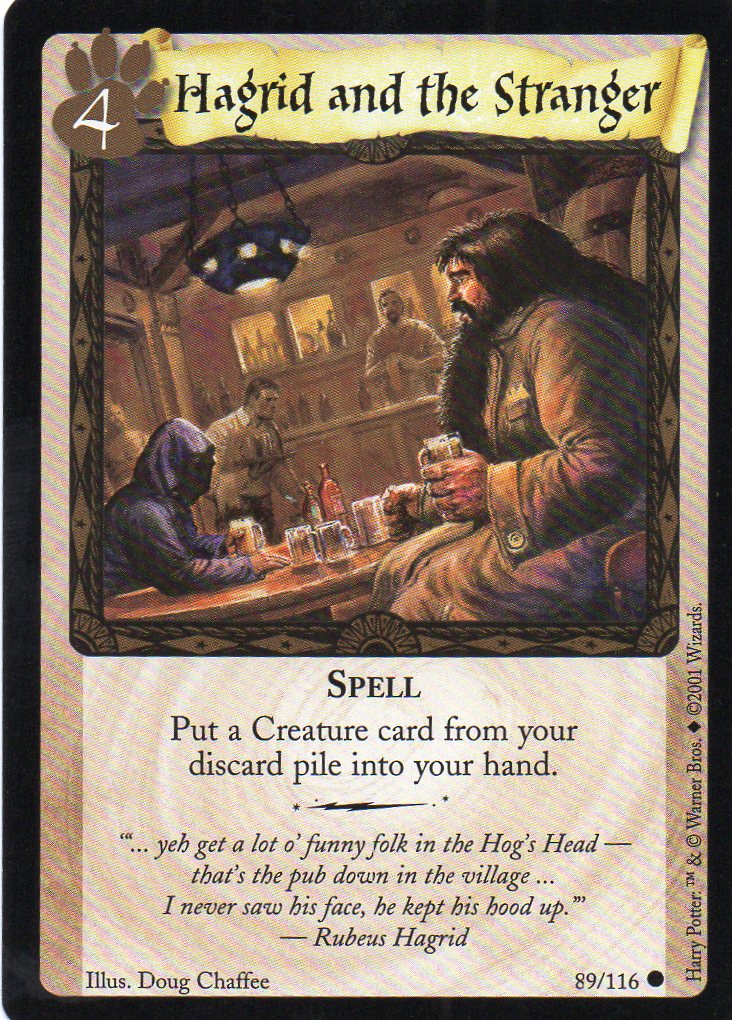 4
Hagrid and the Stranger
SPELL
Put a Creature card from your
discard pile into your hand.
“‘... yeh get a lot o’ funny folk in the Hog’s Head —
that’s the pub down in the village ...
I never saw his face, he kept his hood up.’”
— Rubeus Hagrid
Illus. Doug Chaffee
89/116 ●
Harry Potter: ™ & © Warner Bros. ♦ ©2001 Wizards.